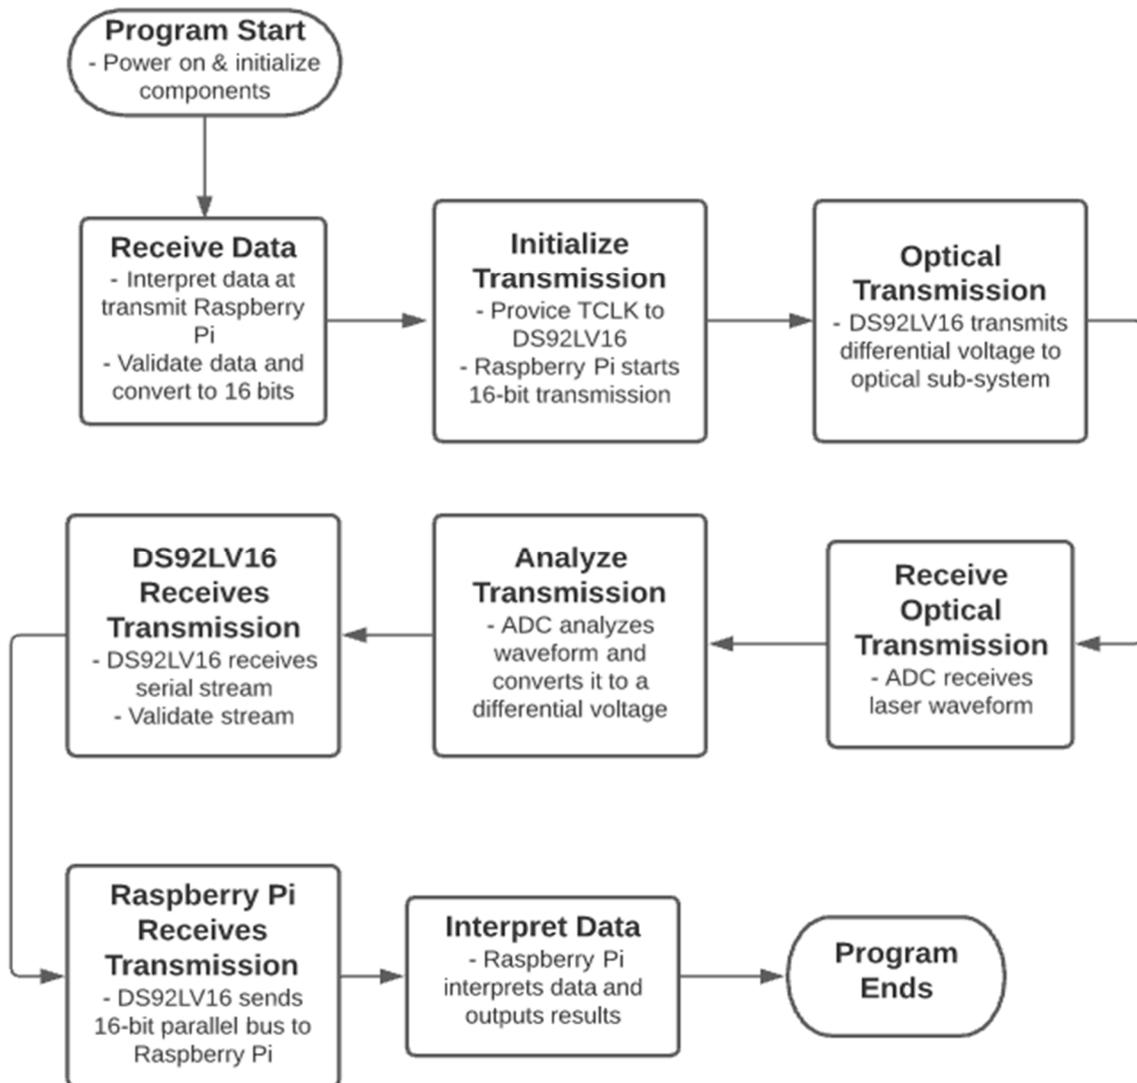 Program Start
- Power on & initialize
components
Receive Data
- Interpret data at
transmit Raspberry
Pi
- Validate data and
convert to 16 bits
Initialize
Transmission
- Provice TCLK to
DS92LV16
- Raspberry Pi starts
16-bit transmission
Optical
Transmission
- DS92LV16 transmits
differential voltage to
optical sub-system
Receive
Optical
Transmission
- ADC receives
laser waveform
Analyze
Transmission
- ADC analyzes
waveform and
converts it to a
differential voltage
DS92LV16
Receives
Transmission
- DS92LV16 receives
serial stream
- Validate stream
Raspberry Pi
Receives
Transmission
- DS92LV16 sends
16-bit parallel bus to
Raspberry Pi
Interpret Data
- Raspberry Pi
interprets data and
outputs results
Program
Ends